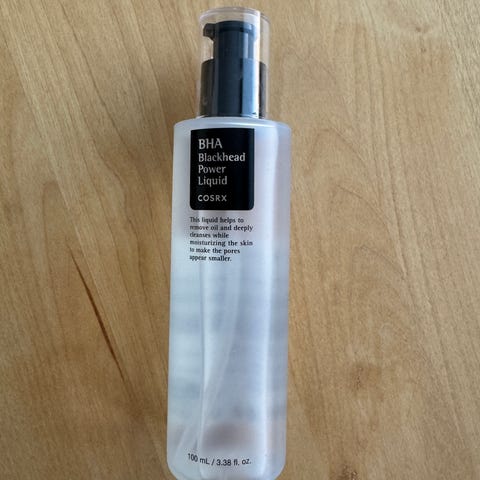 BHA
Blackhead
Power
Liquid
COSRX
This liquid helps to
remove oil and deeply
cleanses while
moisturizing the skin
to make the pores
appear smaller.
100 mL / 3.38 fl. oz.